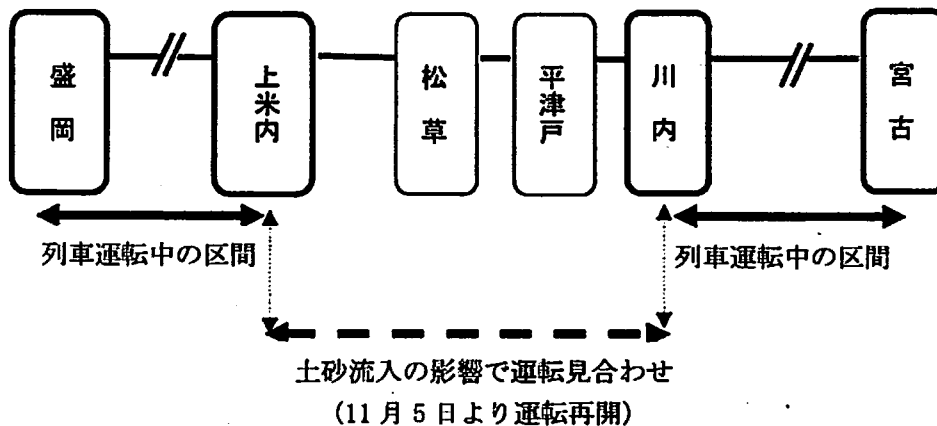 盛岡
上米内
松草
平津戸
川内
宮古
列車運転中の区間
列車運転中の区間
土砂流入の影響で運転見合わせ
(11月5日より運転再開)